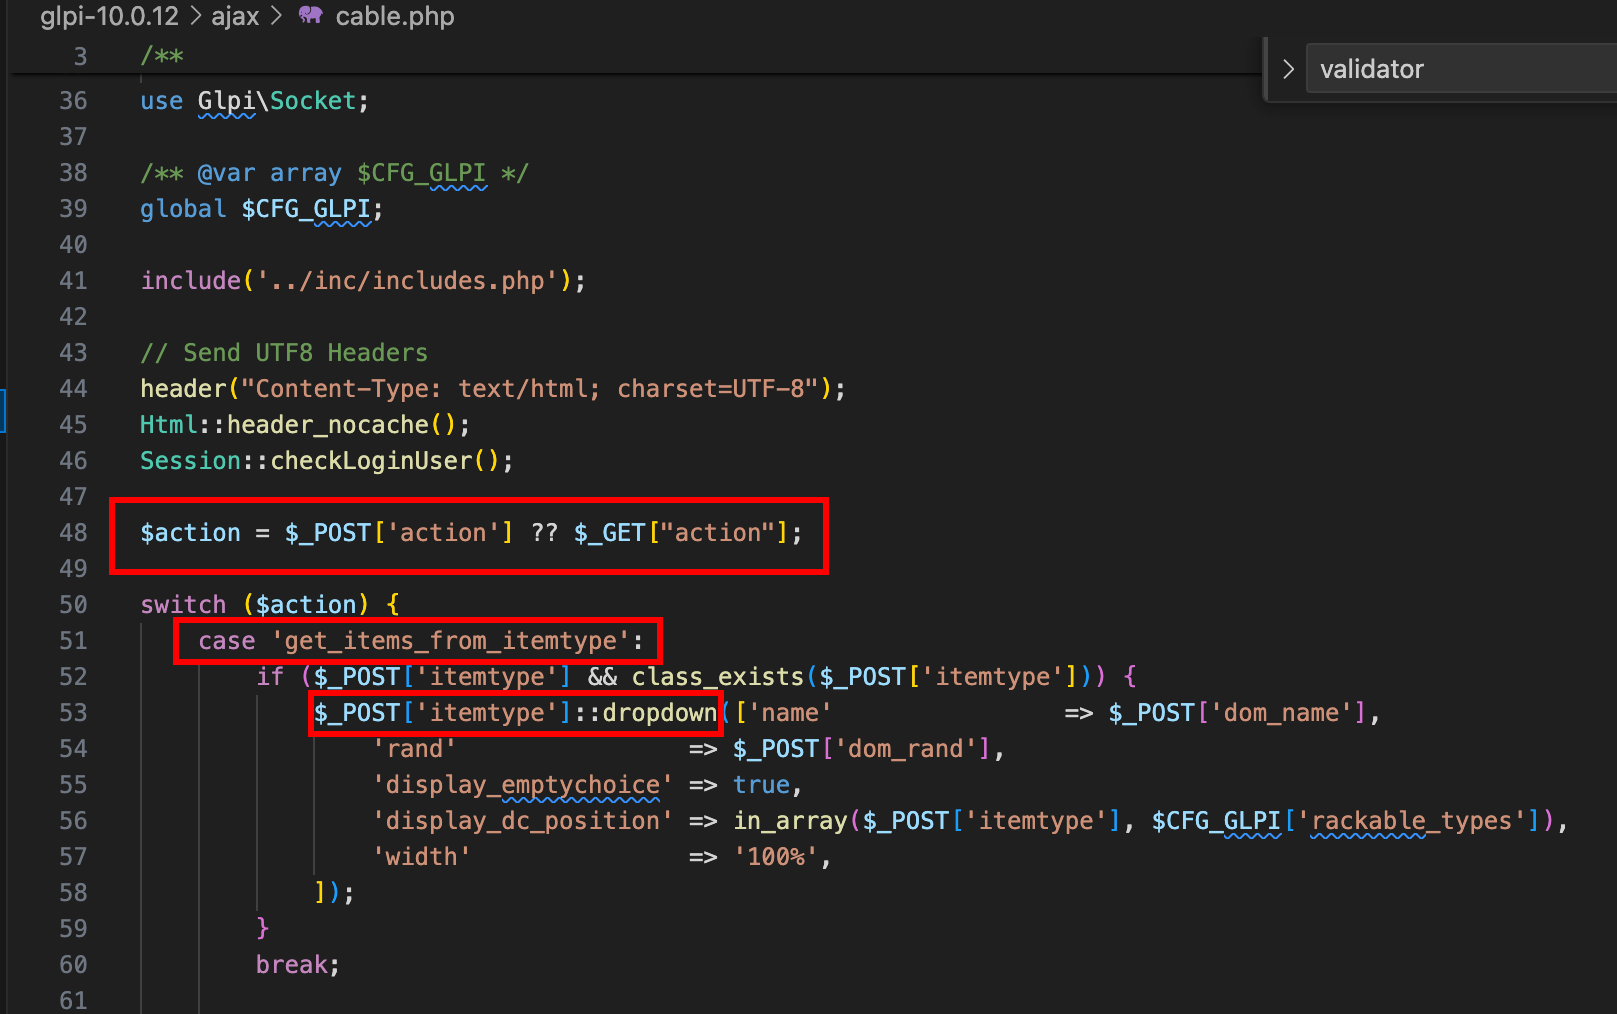 glpi-10.0.12 > ajax > cable.php
3 /**
> validator
36 use Glpi\Socket;
37
38 /** @var array $CFG_GLPI */
39 global $CFG_GLPI;
40
41 include('../inc/includes.php');
42
43 // Send UTF8 Headers
44 header("Content-Type: text/html; charset=UTF-8");
45 Html::header_nocache();
46 Session::checkLoginUser();
47
48 $action = $_POST['action'] ?? $_GET["action"];
49
50 switch ($action) {
51 case 'get_items_from_itemtype':
52 if ($_POST['itemtype'] && class_exists($_POST['itemtype'])) {
53 $_POST['itemtype']::dropdown(['name' => $_POST['dom_name'],
54 'rand' => $_POST['dom_rand'],
55 'display_emptychoice' => true,
56 'display_dc_position' => in_array($_POST['itemtype'], $CFG_GLPI['rackable_types']),
57 'width' => '100%',
58 ]);
59 }
60 break;
61